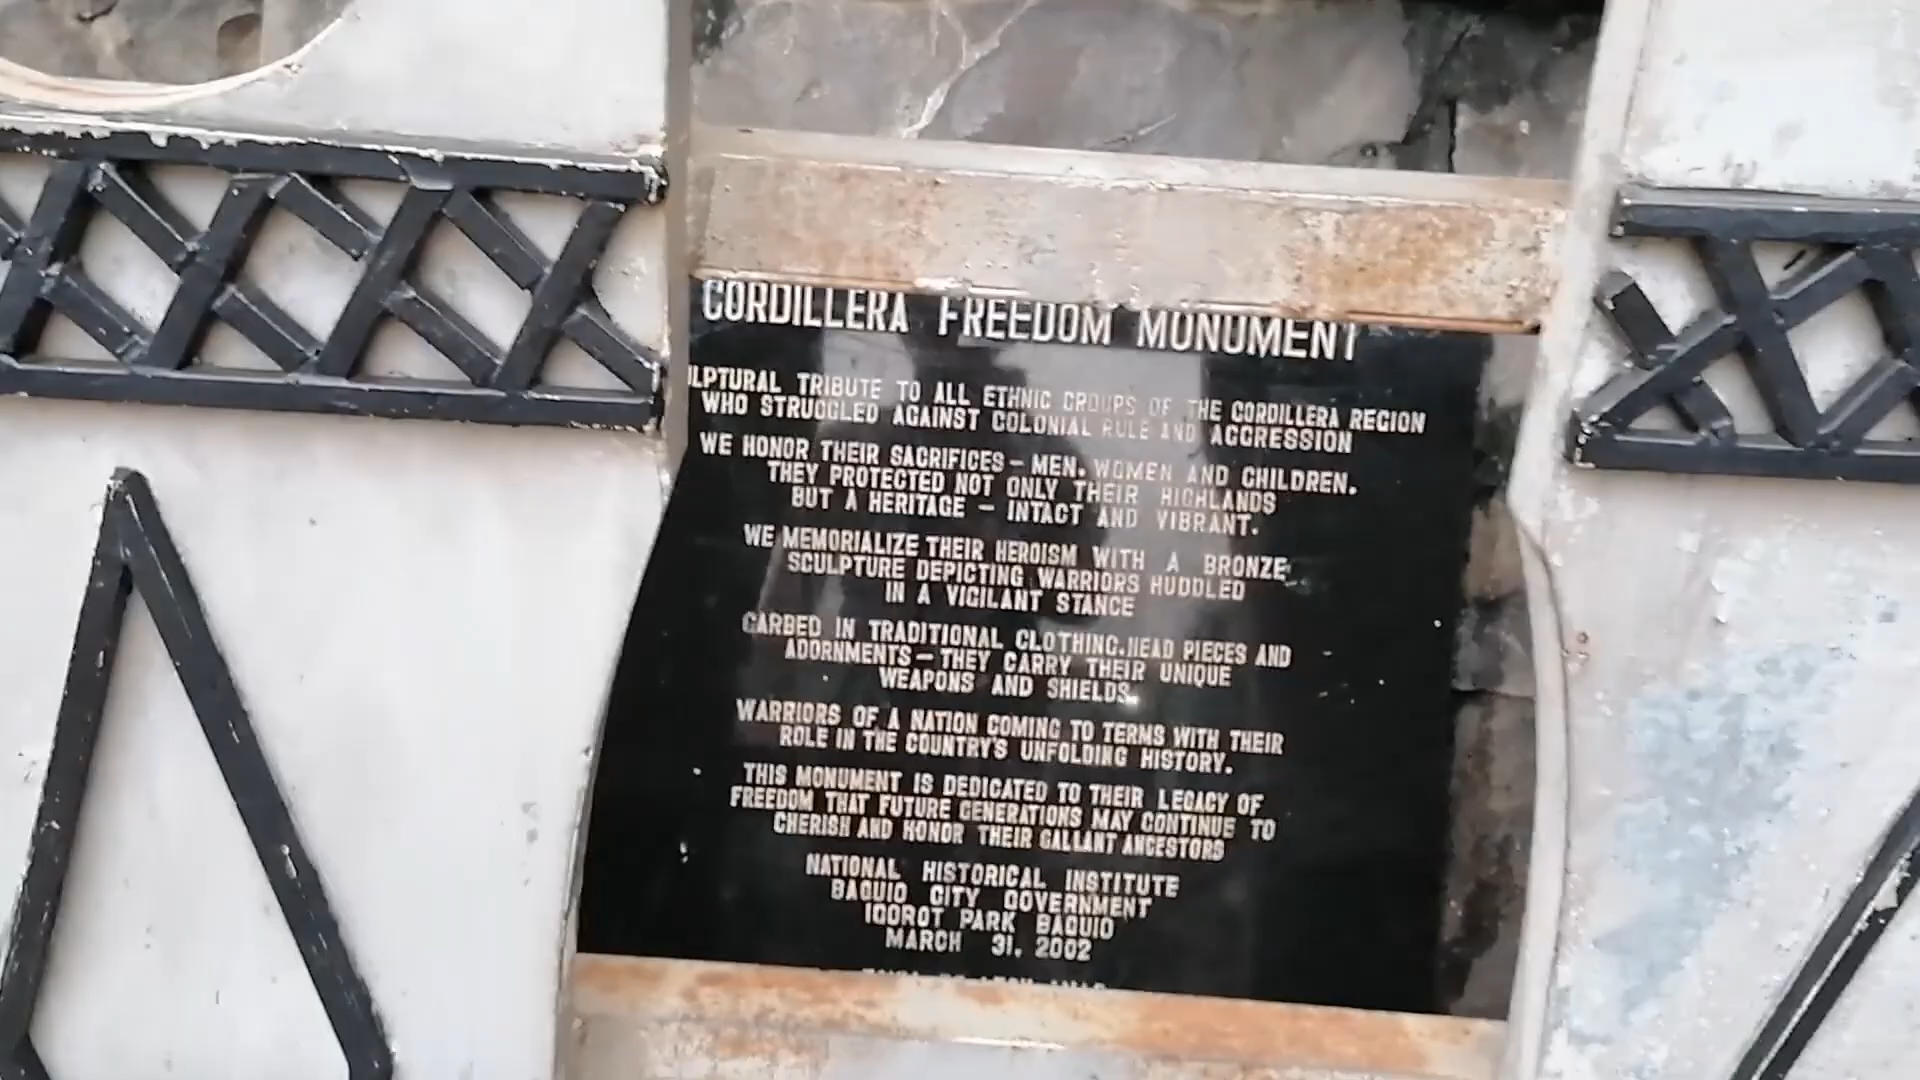 CORDILLERA FREEDOM MONUMENT
TRIBUTE TO ALL ETHNIC GROUPS OF THE CORDILLERA REGION
WHO STRUGGLED AGAINST COLONIAL RULE AND AGGRESSION
WE HONOR THEIR SACRIFICES - MEN. WOMEN AND CHILDREN.
THEY PROTECTED NOT ONLY THEIR HIGHLANDS
BUT A HERITAGE - INTACT AND VIBRANT.
WE MEMORIALIZE THEIR HEROISM WITH A BRONZE
SCULPTURE DEPICTING WARRIORS HUDDLED
IN A VIGILANT STANCE
GARBED IN TRADITIONAL CLOTHING.HEAD PIECES AND
ADORNMENTS - THEY CARRY THEIR UNIQUE
WEAPONS AND SHIELDS.
WARRIORS OF A NATION COMING TO TERMS WITH THEIR
ROLE IN THE COUNTRY'S UNFOLDING HISTORY.
THIS MONUMENT IS DEDICATED TO THEIR LEGACY OF
FREEDOM THAT FUTURE GENERATIONS MAY CONTINUE TO
CHERISH AND HONOR THEIR GALLANT ANCESTORS
NATIONAL HISTORICAL INSTITUTE
BAGUIO CITY GOVERNMENT
IGOROT PARK BAGUIO
MARCH 31. 2002